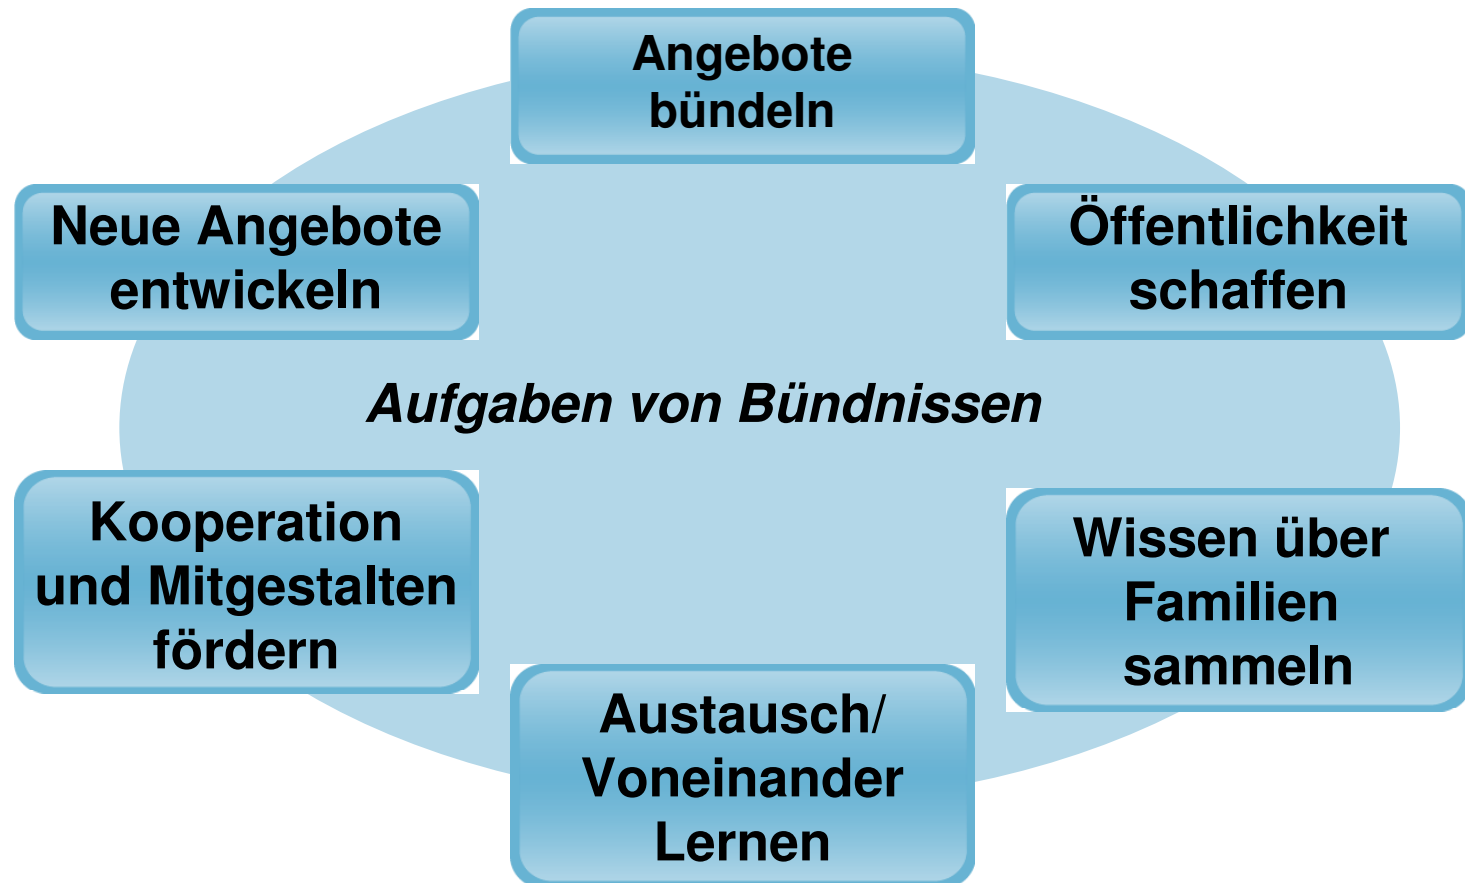 Angebote
bündeln
Neue Angebote
entwickeln
Öffentlichkeit
schaffen
Aufgaben von Bündnissen
Kooperation
und Mitgestalten
fördern
Wissen über
Familien
sammeln
Austausch/
Voneinander
Lernen